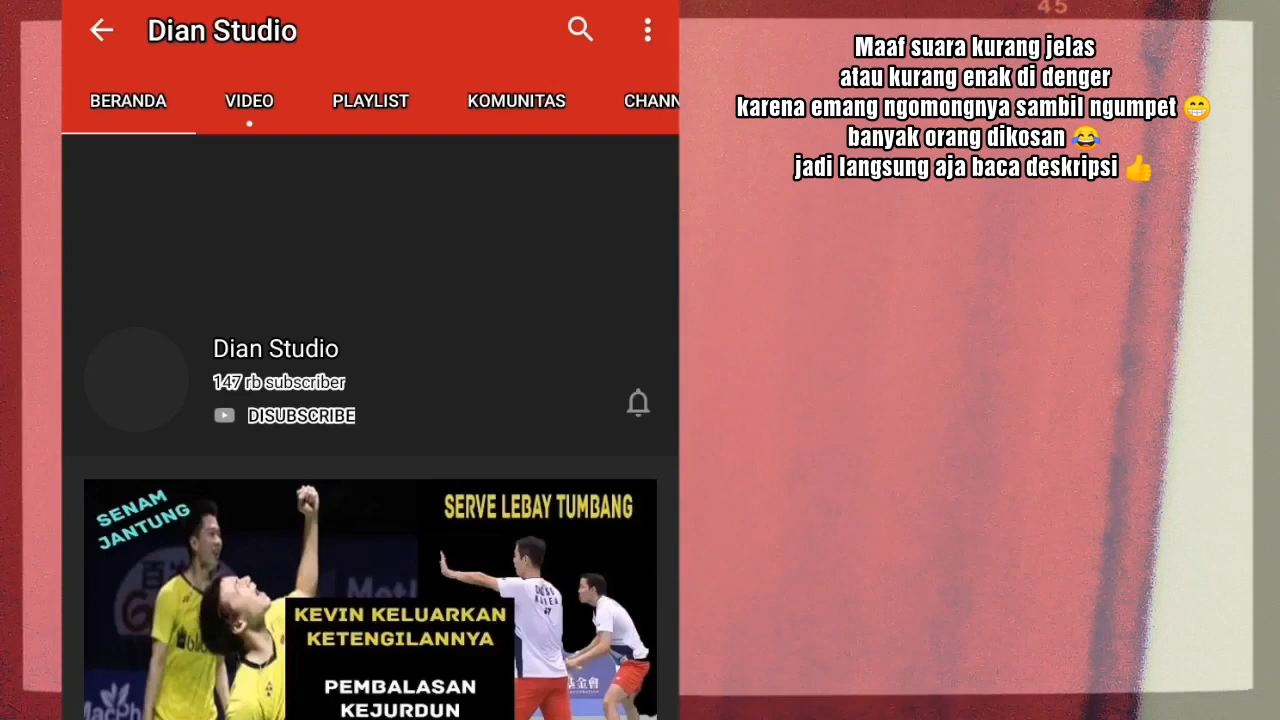 Dian Studio
BERANDA
VIDEO
PLAYLIST
KOMUNITAS
CHANN
Dian Studio
147 rb subscriber
DISUBSCRIBE
SENAM
JANTUNG
SERVE LEBAY TUMBANG
KEVIN KELUARKAN
KETENGILANNYA
PEMBALASAN
KEJURDUN
45
Maaf suara kurang jelas
atau kurang enak di denger
karena emang ngomongnya sambil ngumpet 😁
banyak orang dikosan 😂
jadi langsung aja baca deskripsi 👍